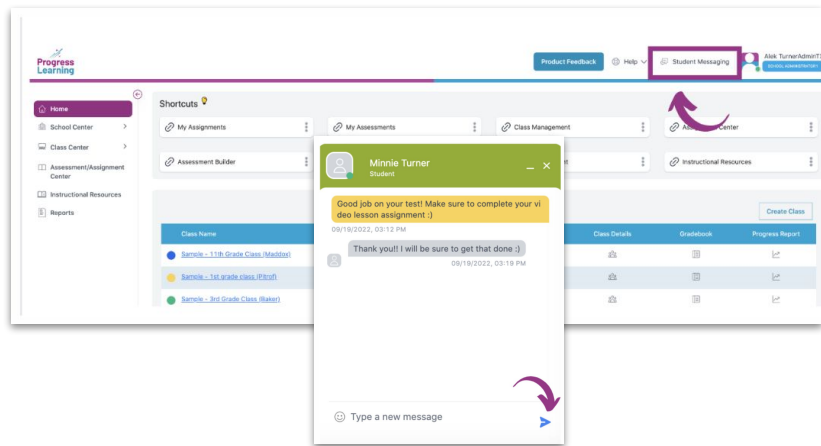 Progress
Learning
Product Feedback
Help
Student Messaging
Alek TurnerAdminT
SCHOOL ADMINISTRATOR
Home
School Center
Class Center
Assessment/Assignment
Center
Instructional Resources
Reports
Shortcuts
My Assignments
My Assessments
Class Management
Center
Assessment Builder
Instructional Resources
Create Class
Class Name
Class Details
Gradebook
Progress Report
Sample - 11th Grade Class (Maddox)
Sample - 1st grade class (Pitrof)
Sample - 3rd Grade Class (Baker)
Minnie Turner
Student
Good job on your test! Make sure to complete your vi
deo lesson assignment :)
09/19/2022, 03:12 PM
Thank you!! I will be sure to get that done :)
09/19/2022, 03:19 PM
Type a new message